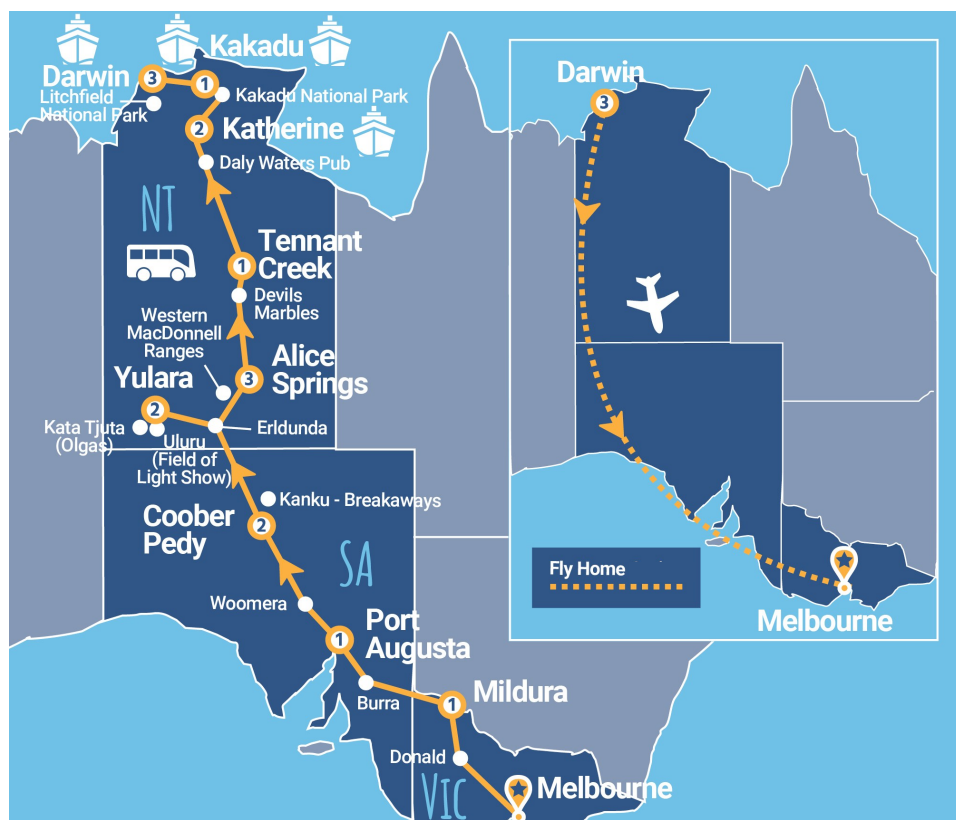 Kakadu
Darwin
3
1
Litchfield
National Park
Kakadu National Park
2
Katherine
Daly Waters Pub
NT
Tennant
Creek
1
Devils
Marbles
Western
MacDonnell
Ranges
Alice
Springs
3
Yulara
2
Kata Tjuta
(Olgas)
Uluru
(Field of
Light Show)
Erldunda
Kanku - Breakaways
Coober
Pedy
2
SA
Woomera
Port
Augusta
1
Burra
Mildura
1
Donald
Melbourne
VIC
Darwin
3
Fly Home
Melbourne